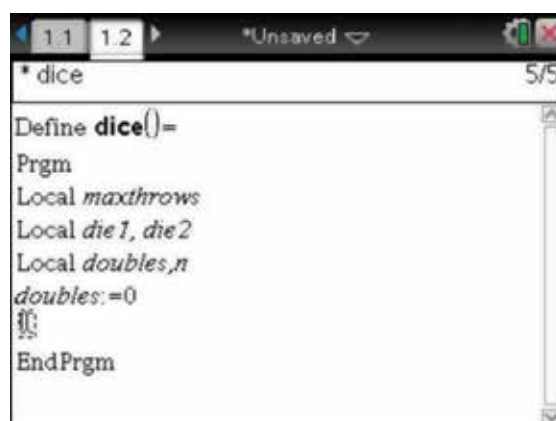 1.1 1.2 *Unsaved
* dice 5/5
Define dice()=
Prgm
Local maxthrows
Local die1, die2
Local doubles,n
doubles:=0
EndPrgm